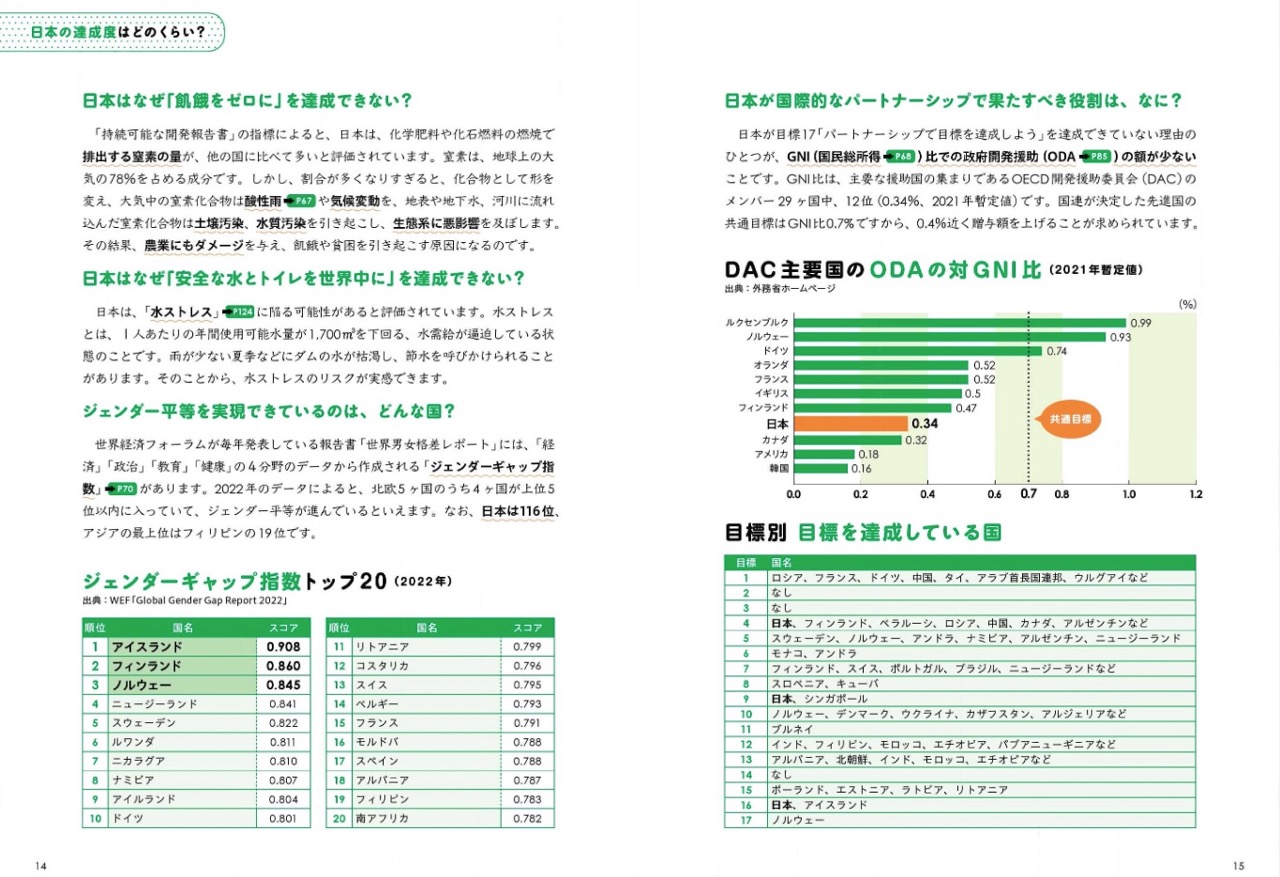 日本の達成度はどのくらい?
日本はなぜ「飢餓をゼロに」を達成できない?
「持続可能な開発報告書」の指標によると、日本は、化学肥料や化石燃料の燃焼で
排出する窒素の量が、他の国に比べて多いと評価されています。窒素は、地球上の大
気の78%を占める成分です。しかし、割合が多くなりすぎると、化合物として形を
変え、大気中の窒素化合物は酸性雨➡P67や気候変動を、地表や地下水、河川に流れ
込んだ窒素化合物は土壌汚染、水質汚染を引き起こし、生態系に悪影響を及ぼします。
その結果、農業にもダメージを与え、飢餓や貧困を引き起こす原因になるのです。
日本はなぜ「安全な水とトイレを世界中に」を達成できない?
日本は、「水ストレス」➡P124に陥る可能性があると評価されています。水ストレス
とは、1人あたりの年間使用可能水量が1,700㎥を下回る、水需給が逼迫している状
態のことです。雨が少ない夏季などにダムの水が枯渇し、節水を呼びかけられること
があります。そのことから、水ストレスのリスクが実感できます。
ジェンダー平等を実現できているのは、どんな国?
世界経済フォーラムが毎年発表している報告書「世界男女格差レポート」には、「経
済」「政治」「教育」「健康」の4分野のデータから作成される「ジェンダーギャップ指
数」➡P70があります。2022年のデータによると、北欧5ヶ国のうち4ヶ国が上位5
位以内に入っていて、ジェンダー平等が進んでいるといえます。なお、日本は116位、
アジアの最上位はフィリピンの19位です。
ジェンダーギャップ指数トップ20(2022年)
出典:WEF「Global Gender Gap Report 2022」
順位 国名 スコア
1 アイスランド 0.908
2 フィンランド 0.860
3 ノルウェー 0.845
4 ニュージーランド 0.841
5 スウェーデン 0.822
6 ルワンダ 0.811
7 ニカラグア 0.810
8 ナミビア 0.807
9 アイルランド 0.804
10 ドイツ 0.801
順位 国名 スコア
11 リトアニア 0.799
12 コスタリカ 0.796
13 スイス 0.795
14 ベルギー 0.793
15 フランス 0.791
16 モルドバ 0.788
17 スペイン 0.788
18 アルバニア 0.787
19 フィリピン 0.783
20 南アフリカ 0.782
14
日本が国際的なパートナーシップで果たすべき役割は、なに?
日本が目標17「パートナーシップで目標を達成しよう」を達成できていない理由の
ひとつが、GNI(国民総所得➡P68)比での政府開発援助(ODA➡P85)の額が少ない
ことです。GNI比は、主要な援助国の集まりであるOECD開発援助委員会(DAC)の
メンバー29ヶ国中、12位(0.34%、2021年暫定値)です。国連が決定した先進国の
共通目標はGNI比0.7%ですから、0.4%近く贈与額を上げることが求められています。
DAC主要国のODAの対GNI比(2021年暫定値)
出典:外務省ホームページ
(%)
ルクセンブルク 0.99
ノルウェー 0.93
ドイツ 0.74
オランダ 0.52
フランス 0.52
イギリス 0.5
フィンランド 0.47
共通目標
日本 0.34
カナダ 0.32
アメリカ 0.18
韓国 0.16
0.0 0.2 0.4 0.6 0.7 0.8 1.0 1.2
目標別 目標を達成している国
目標 国名
1 ロシア、フランス、ドイツ、中国、タイ、アラブ首長国連邦、ウルグアイなど
2 なし
3 なし
4 日本、フィンランド、ベラルーシ、ロシア、中国、カナダ、アルゼンチンなど
5 スウェーデン、ノルウェー、アンドラ、ナミビア、アルゼンチン、ニュージーランド
6 モナコ、アンドラ
7 フィンランド、スイス、ポルトガル、ブラジル、ニュージーランドなど
8 スロベニア、キューバ
9 日本、シンガポール
10 ノルウェー、デンマーク、ウクライナ、カザフスタン、アルジェリアなど
11 ブルネイ
12 インド、フィリピン、モロッコ、エチオピア、パプアニューギニアなど
13 アルバニア、北朝鮮、インド、モロッコ、エチオピアなど
14 なし
15 ポーランド、エストニア、ラトビア、リトアニア
16 日本、アイスランド
17 ノルウェー
15